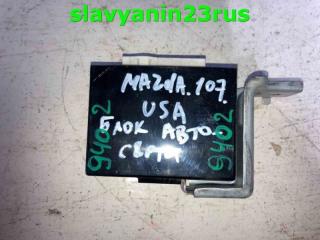 slavyanin23rus
MAZDA.107.
USA
БЛОК АВТО.
СВЕТА
9402
9402